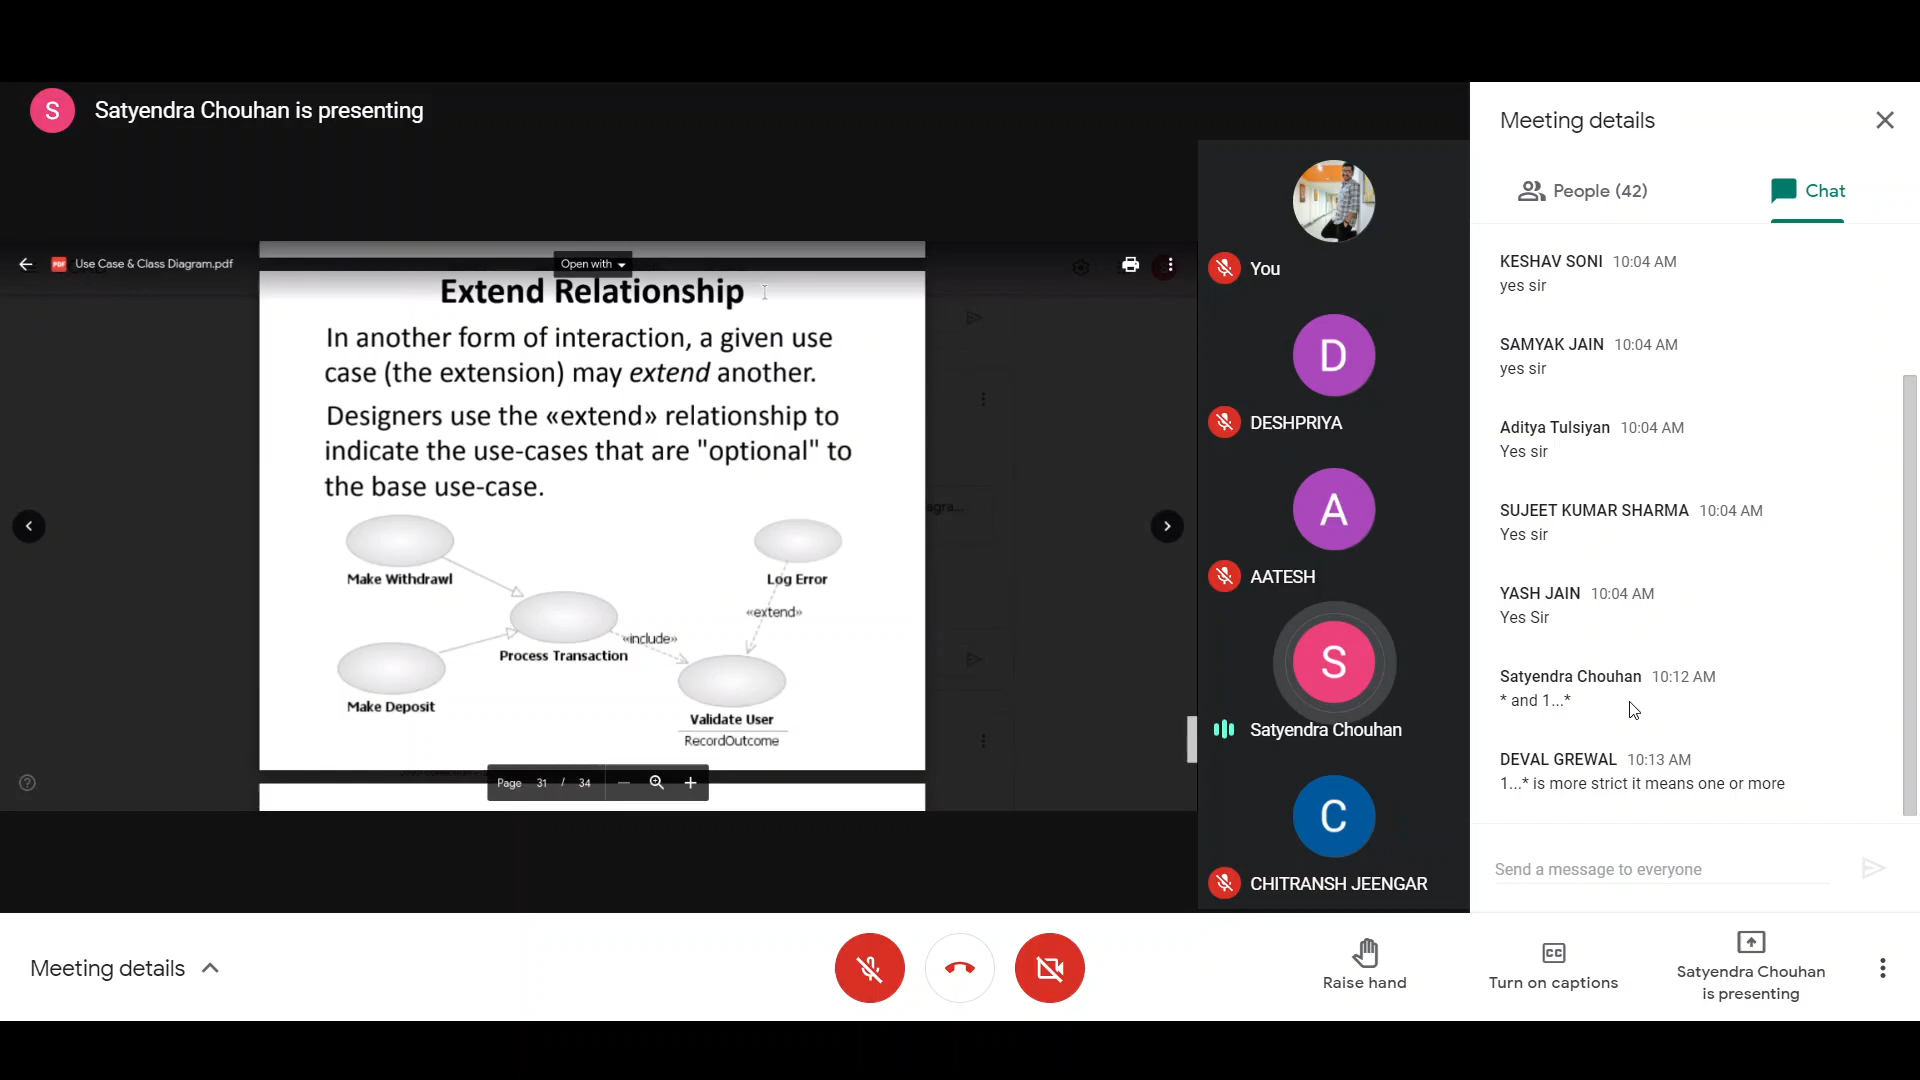 S Satyendra Chouhan is presenting
Use Case & Class Diagram.pdf
PDF
Open with
Extend Relationship
In another form of interaction, a given use
case (the extension) may extend another.
Designers use the «extend» relationship to
indicate the use-cases that are "optional" to
the base use-case.
Make Withdrawl
Log Error
«extend»
«include»
Process Transaction
Make Deposit
Validate User
RecordOutcome
Page 31 / 34
You
D
DESHPRIYA
A
AATESH
S
Satyendra Chouhan
C
CHITRANSH JEENGAR
Meeting details
People (42)
Chat
KESHAV SONI 10:04 AM
yes sir
SAMYAK JAIN 10:04 AM
yes sir
Aditya Tulsiyan 10:04 AM
Yes sir
SUJEET KUMAR SHARMA 10:04 AM
Yes sir
YASH JAIN 10:04 AM
Yes Sir
Satyendra Chouhan 10:12 AM
* and 1...*
DEVAL GREWAL 10:13 AM
1...* is more strict it means one or more
Send a message to everyone
Meeting details
Raise hand
CC
Turn on captions
Satyendra Chouhan
is presenting